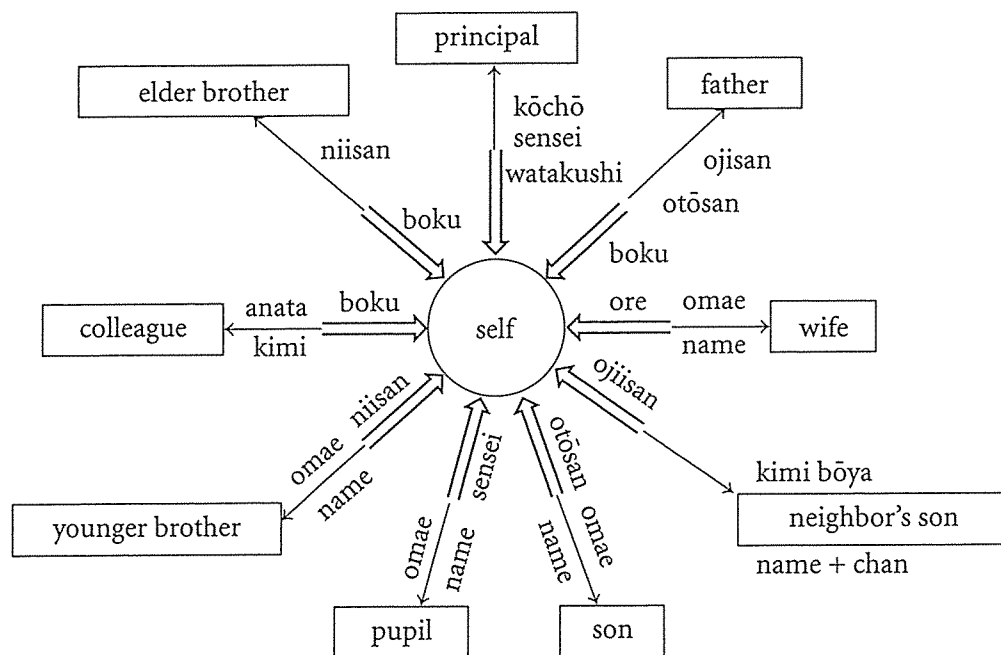 principal
elder brother
father
kōchō
sensei
niisan
ojisan
watakushi
otōsan
boku
boku
anata
boku
ore
omae
colleague
self
wife
kimi
name
niisan
ojiisan
omae
name
sensei
otōsan
kimi bōya
younger brother
neighbor's son
omae
name
name
omae
name + chan
pupil
son